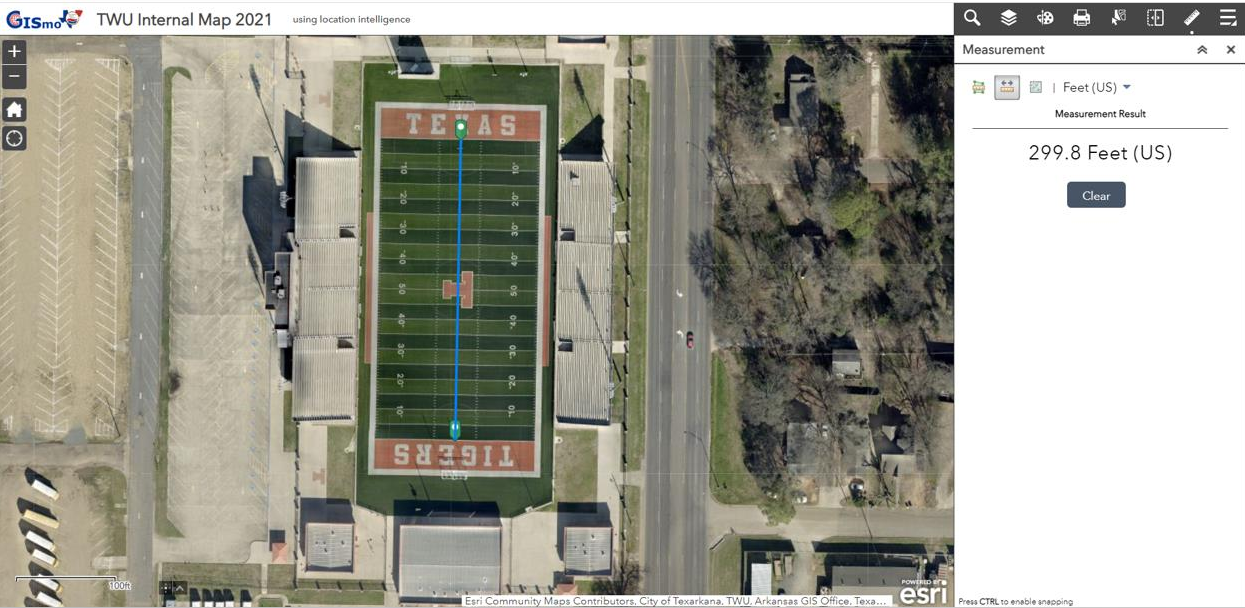 GISmo TWU Internal Map 2021 using location intelligence
Measurement
Feet (US)
Measurement Result
299.8 Feet (US)
Clear
TEXAS
10 10
20 20
30 30
40 40
50 50
40 40
30 30
20 20
10 10
TIGERS
100ft
POWERED BY
esri
Esri Community Maps Contributors, City of Texarkana, TWU, Arkansas GIS Office, Texa...
Press CTRL to enable snapping